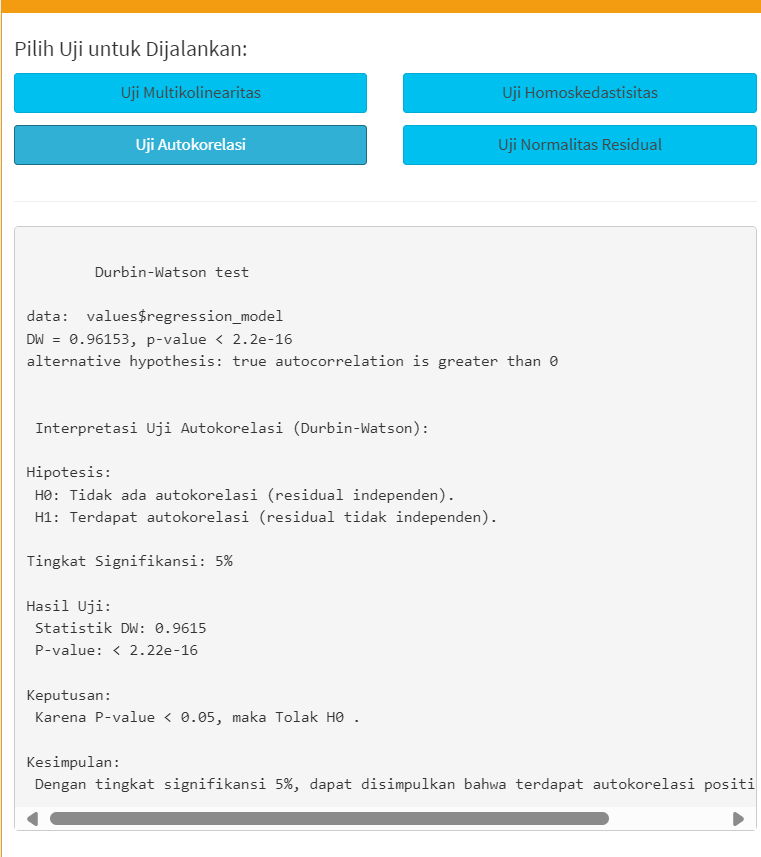 Pilih Uji untuk Dijalankan:
Uji Multikolinearitas
Uji Homoskedastisitas
Uji Autokorelasi
Uji Normalitas Residual
Durbin-Watson test
data:  values$regression_model
DW = 0.96153, p-value < 2.2e-16
alternative hypothesis: true autocorrelation is greater than 0
Interpretasi Uji Autokorelasi (Durbin-Watson):
Hipotesis:
H0: Tidak ada autokorelasi (residual independen).
H1: Terdapat autokorelasi (residual tidak independen).
Tingkat Signifikansi: 5%
Hasil Uji:
Statistik DW: 0.9615
P-value: < 2.22e-16
Keputusan:
Karena P-value < 0.05, maka Tolak H0 .
Kesimpulan:
Dengan tingkat signifikansi 5%, dapat disimpulkan bahwa terdapat autokorelasi positi